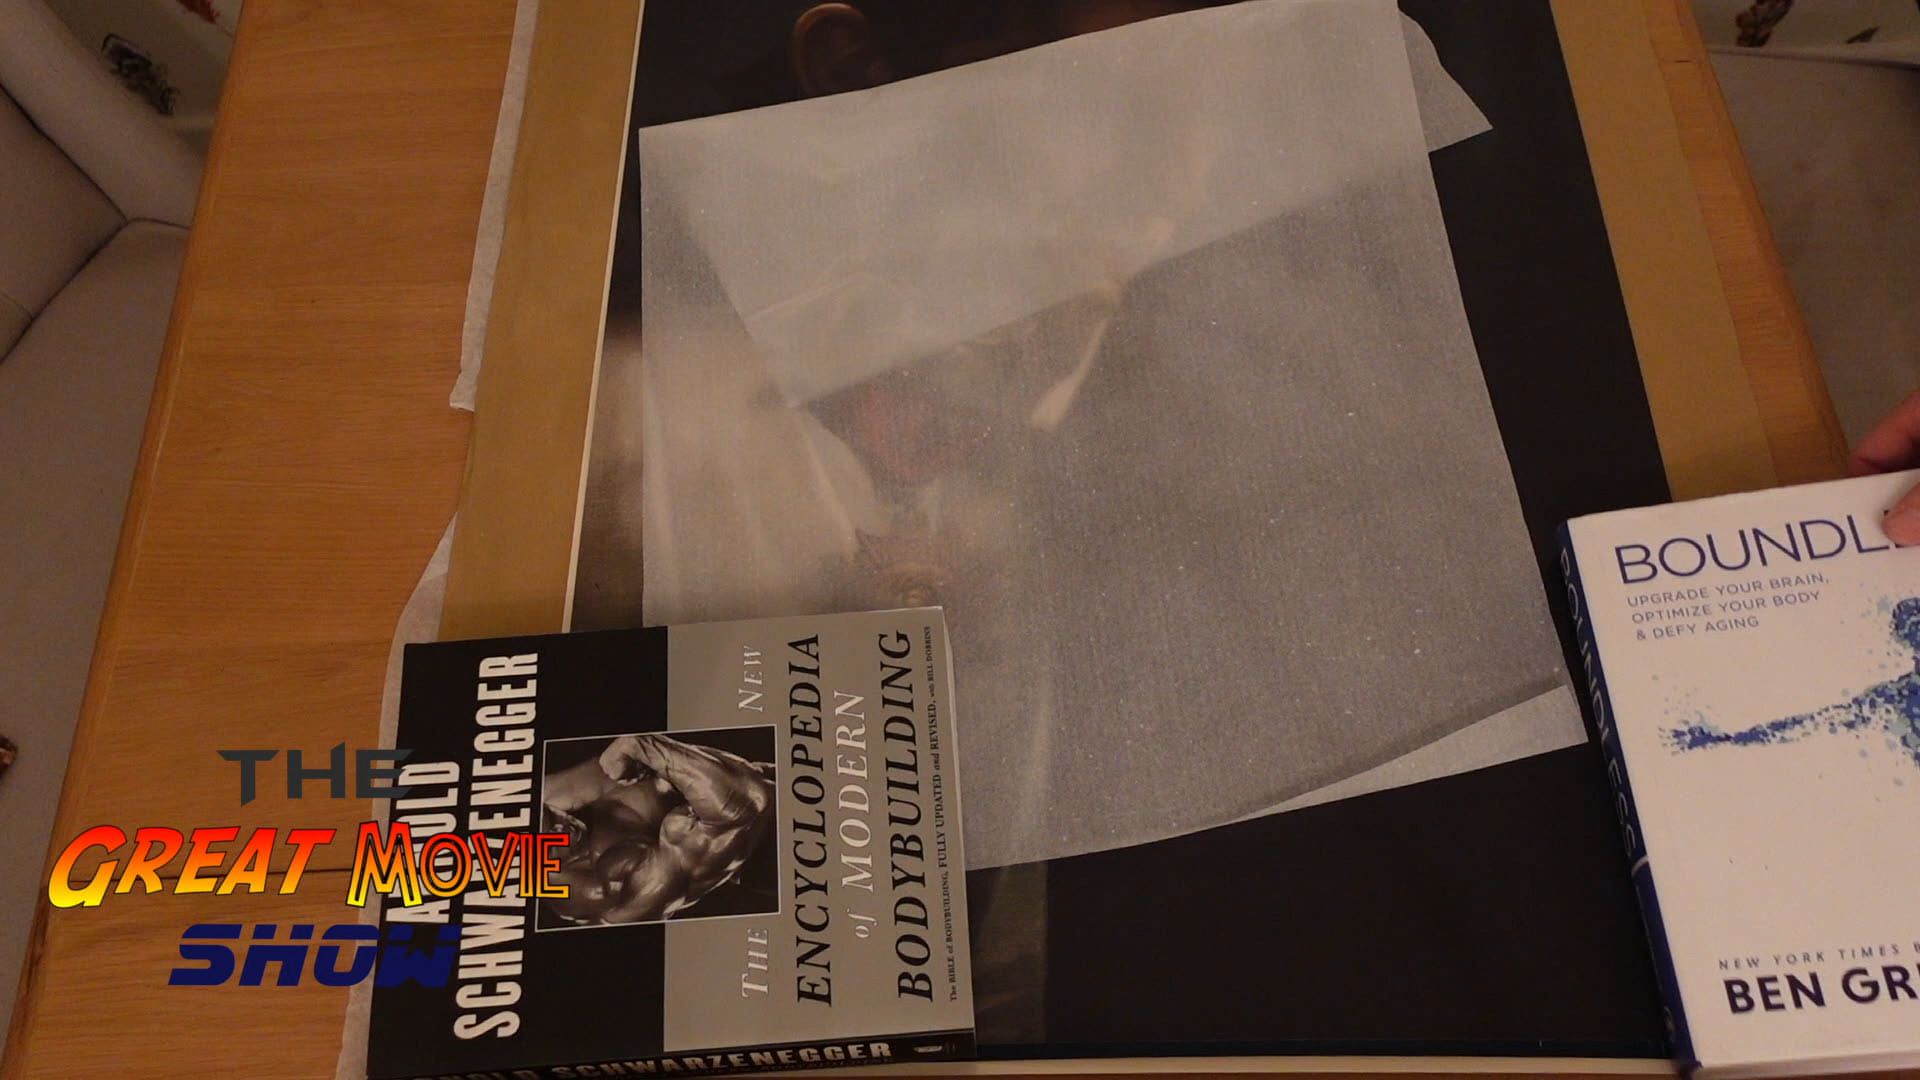 ARNOLD
SCHWARZENEGGER
THE NEW
ENCYCLOPEDIA
of MODERN
BODYBUILDING
The BIBLE of BODYBUILDING, FULLY UPDATED and REVISED, with BILL DOBBINS
ARNOLD SCHWARZENEGGER
BOUNDL
UPGRADE YOUR BRAIN,
OPTIMIZE YOUR BODY
& DEFY AGING
NEW YORK TIMES B
BEN GR
BOUNDLESS
THE
GREAT MOVIE
SHOW